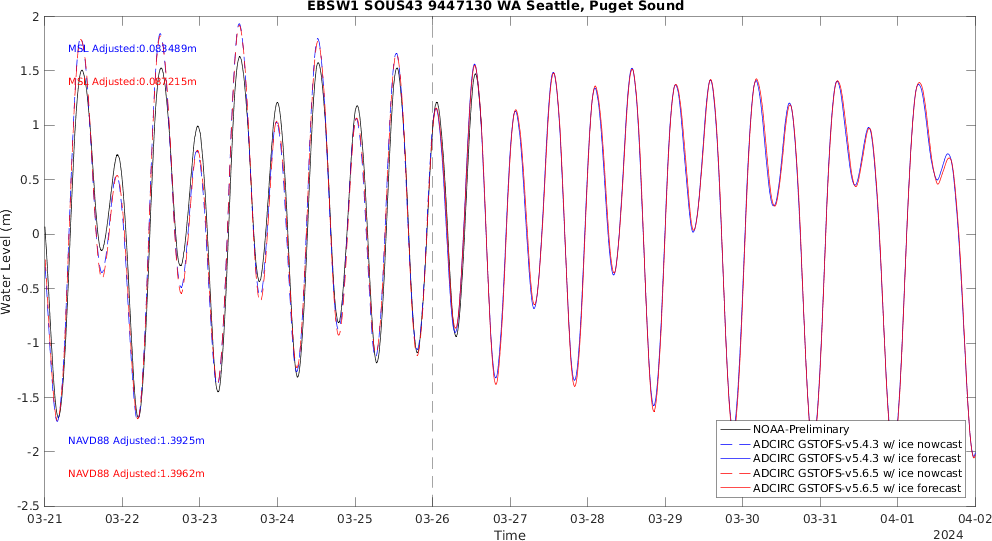 EBSW1 SOUS43 9447130 WA Seattle, Puget Sound
Water Level (m)
2
1.5
1
0.5
0
-0.5
-1
-1.5
-2
-2.5
MSL Adjusted:0.083489m
MSL Adjusted:0.087215m
NAVD88 Adjusted:1.3925m
NAVD88 Adjusted:1.3962m
NOAA-Preliminary
ADCIRC GSTOFS-v5.4.3 w/ ice nowcast
ADCIRC GSTOFS-v5.4.3 w/ ice forecast
ADCIRC GSTOFS-v5.6.5 w/ ice nowcast
ADCIRC GSTOFS-v5.6.5 w/ ice forecast
03-21 03-22 03-23 03-24 03-25 03-26 03-27 03-28 03-29 03-30 03-31 04-01 04-02
Time
2024